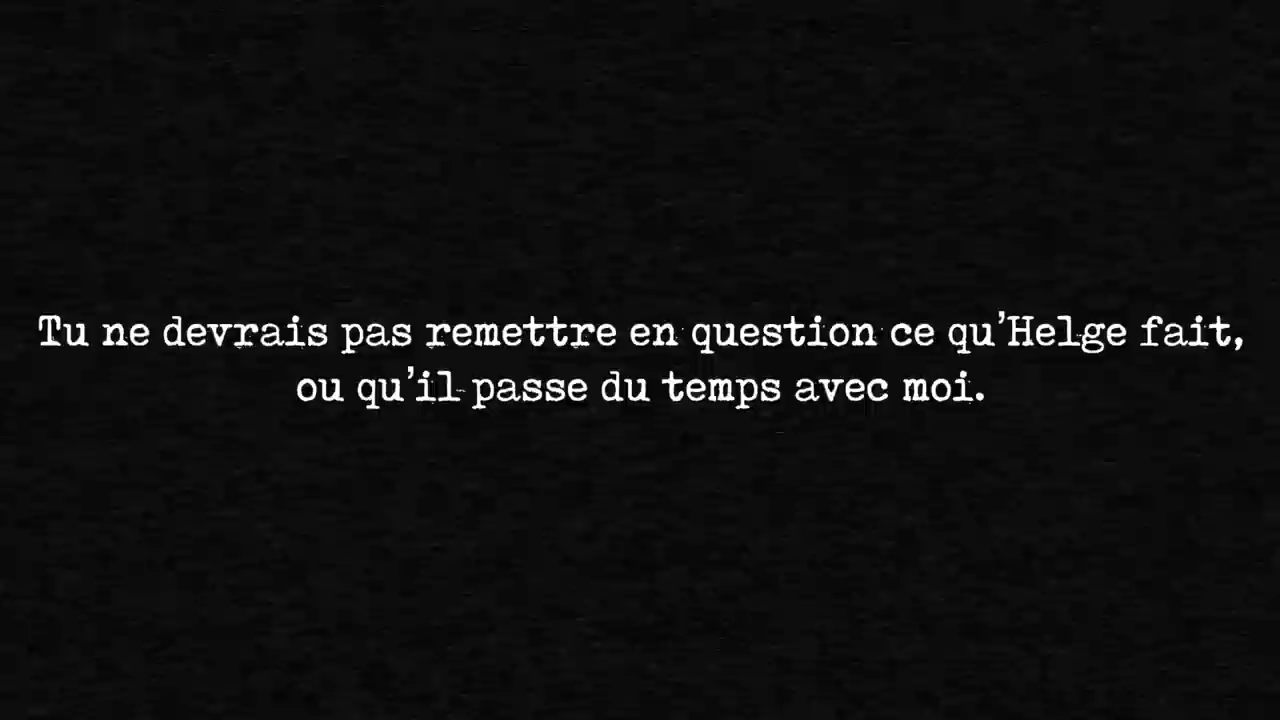 Tu ne devrais pas remettre en question ce qu'Helge fait,
ou qu'il passe du temps avec moi.